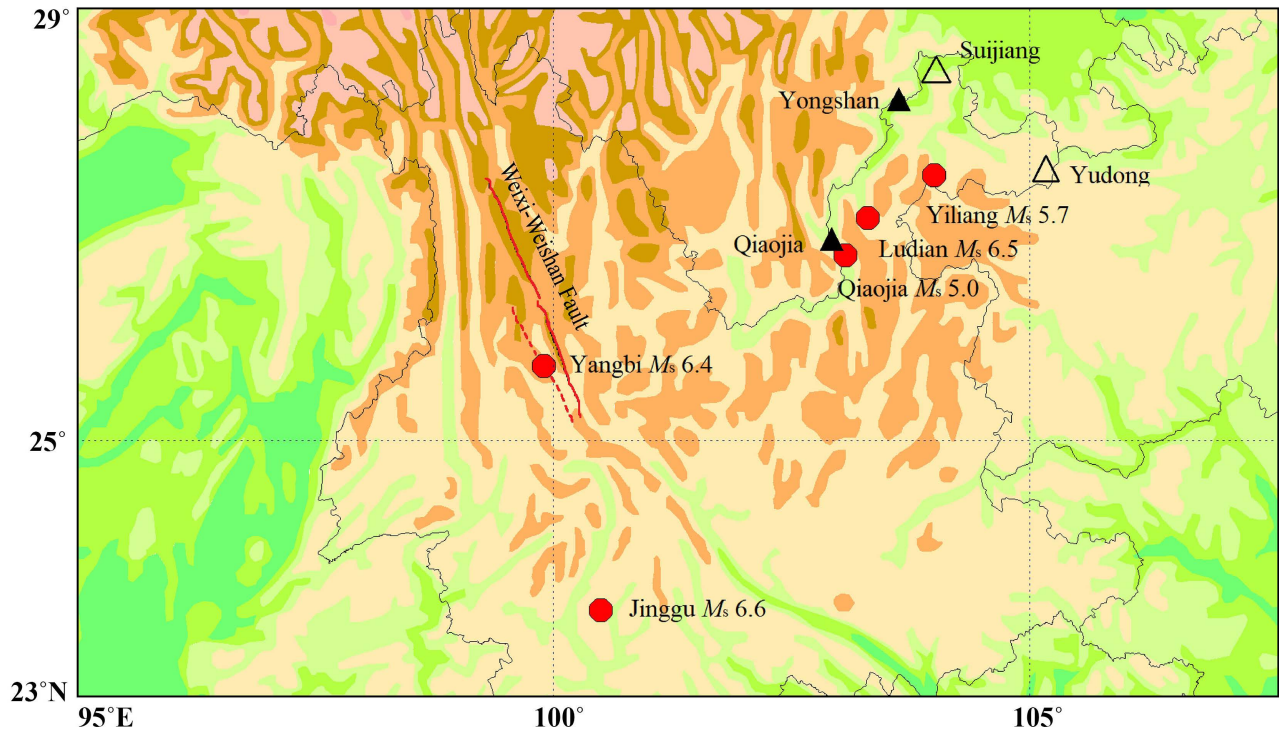 29°
Suijiang
Yongshan
Yudong
Weixi-Weishan Fault
Yiliang Ms 5.7
Qiaojia
Ludian Ms 6.5
Qiaojia Ms 5.0
Yangbi Ms 6.4
25°
Jinggu Ms 6.6
23°N
95°E
100°
105°